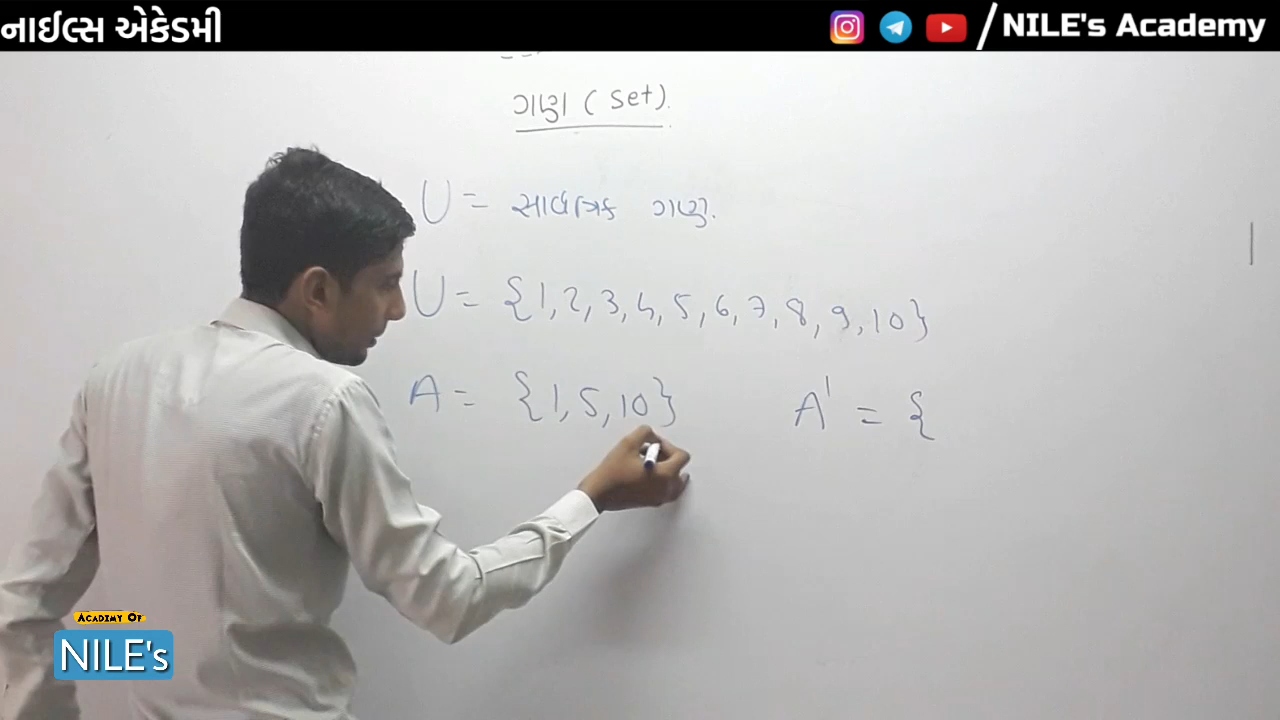 નાઈલ્સ એકેડમી
/NILE's Academy
ગણ (set).
U = સાર્વત્રિક ગણ.
U = {1, 2, 3, 4, 5, 6, 7, 8, 9, 10}
A = {1, 5, 10} A' = {
ACADEMY OF
NILE's